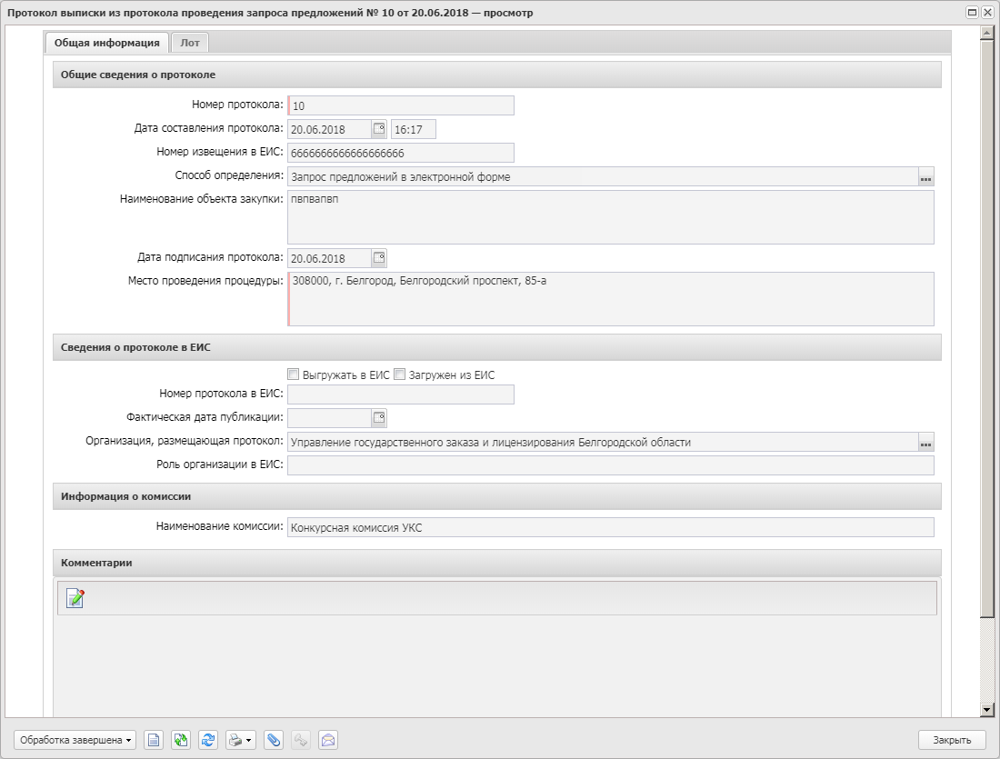 Протокол выписки из протокола проведения запроса предложений № 10 от 20.06.2018 — просмотр
Общая информация Лот
Общие сведения о протоколе
Номер протокола: 10
Дата составления протокола: 20.06.2018 16:17
Номер извещения в ЕИС: 6666666666666666666
Способ определения: Запрос предложений в электронной форме
Наименование объекта закупки: пвпвапвп
Дата подписания протокола: 20.06.2018
Место проведения процедуры: 308000, г. Белгород, Белгородский проспект, 85-а
Сведения о протоколе в ЕИС
Выгружать в ЕИС Загружен из ЕИС
Номер протокола в ЕИС:
Фактическая дата публикации:
Организация, размещающая протокол: Управление государственного заказа и лицензирования Белгородской области
Роль организации в ЕИС:
Информация о комиссии
Наименование комиссии: Конкурсная комиссия УКС
Комментарии
Обработка завершена Закрыть